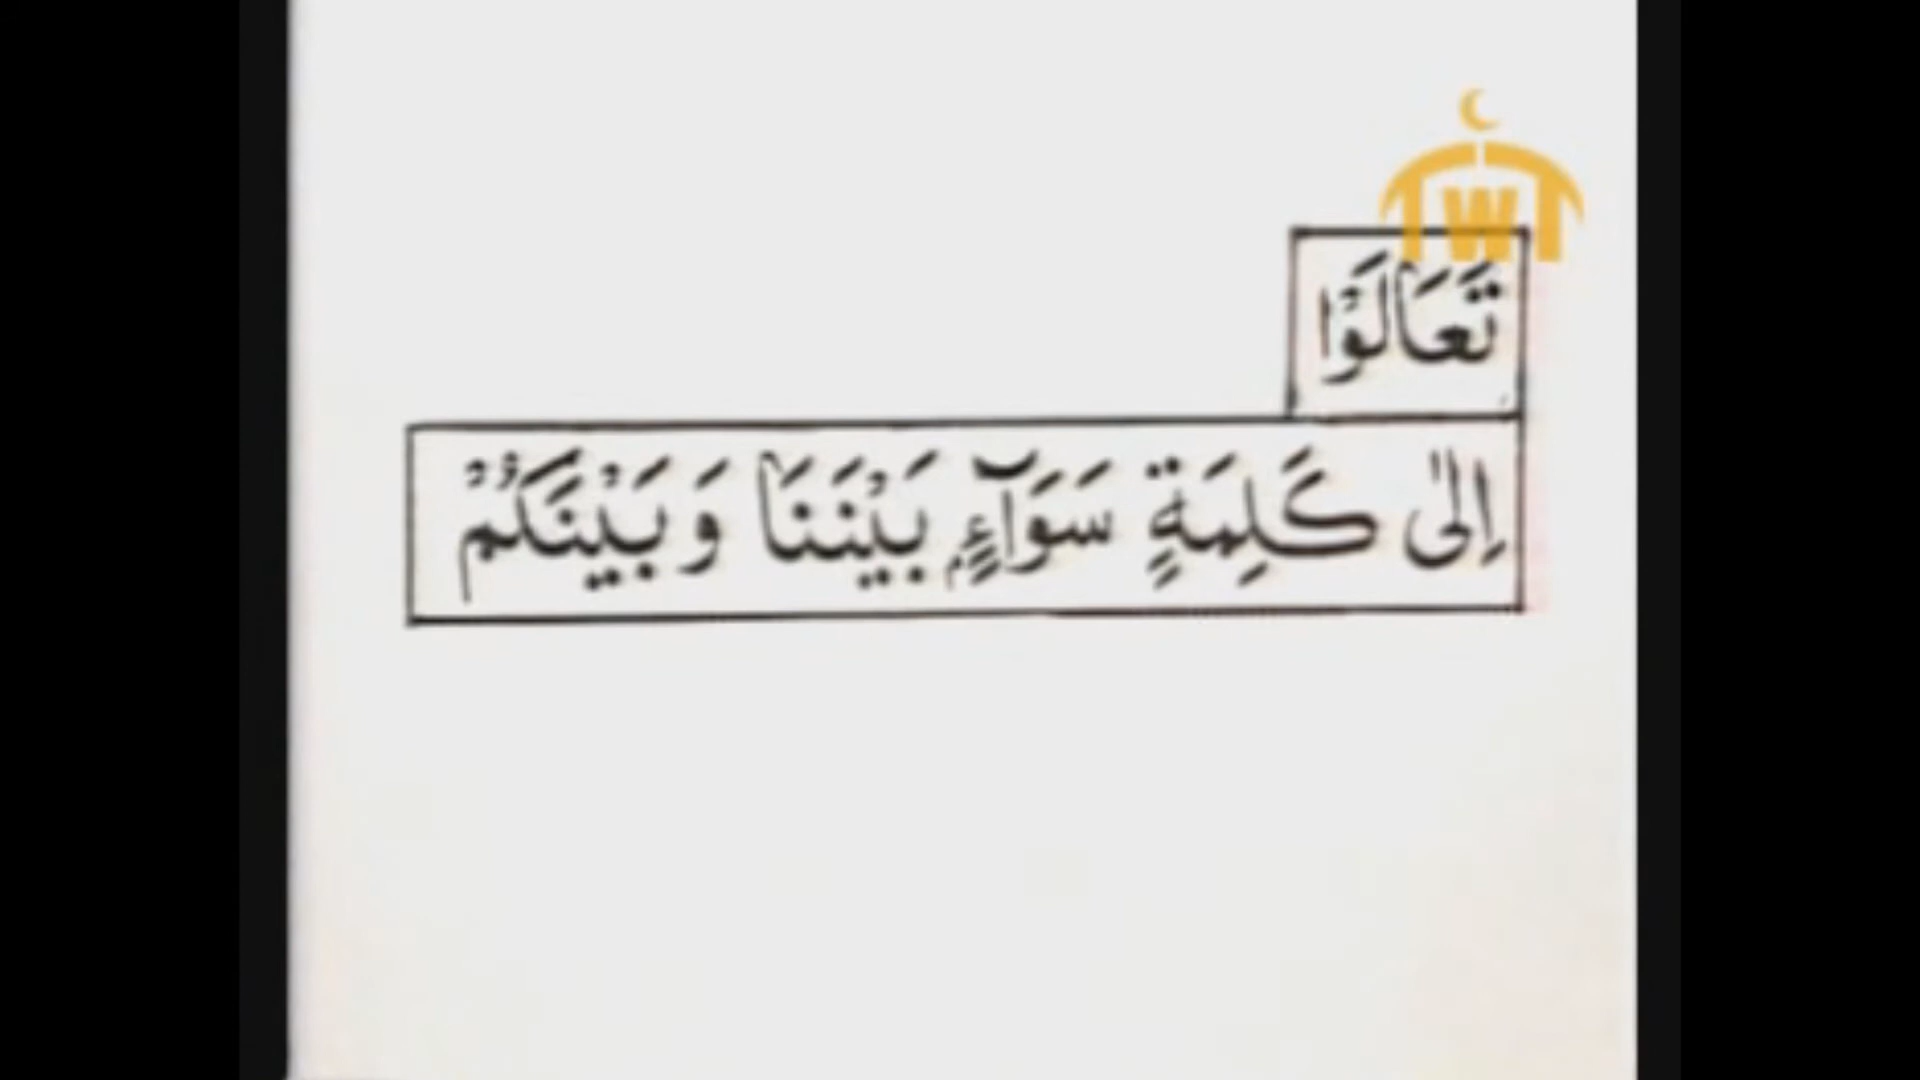 W
تَعَالَوْا
اِلٰى كَلِمَةٍ سَوَآءٍۭ بَيْنَنَا وَ بَيْنَكُمْ